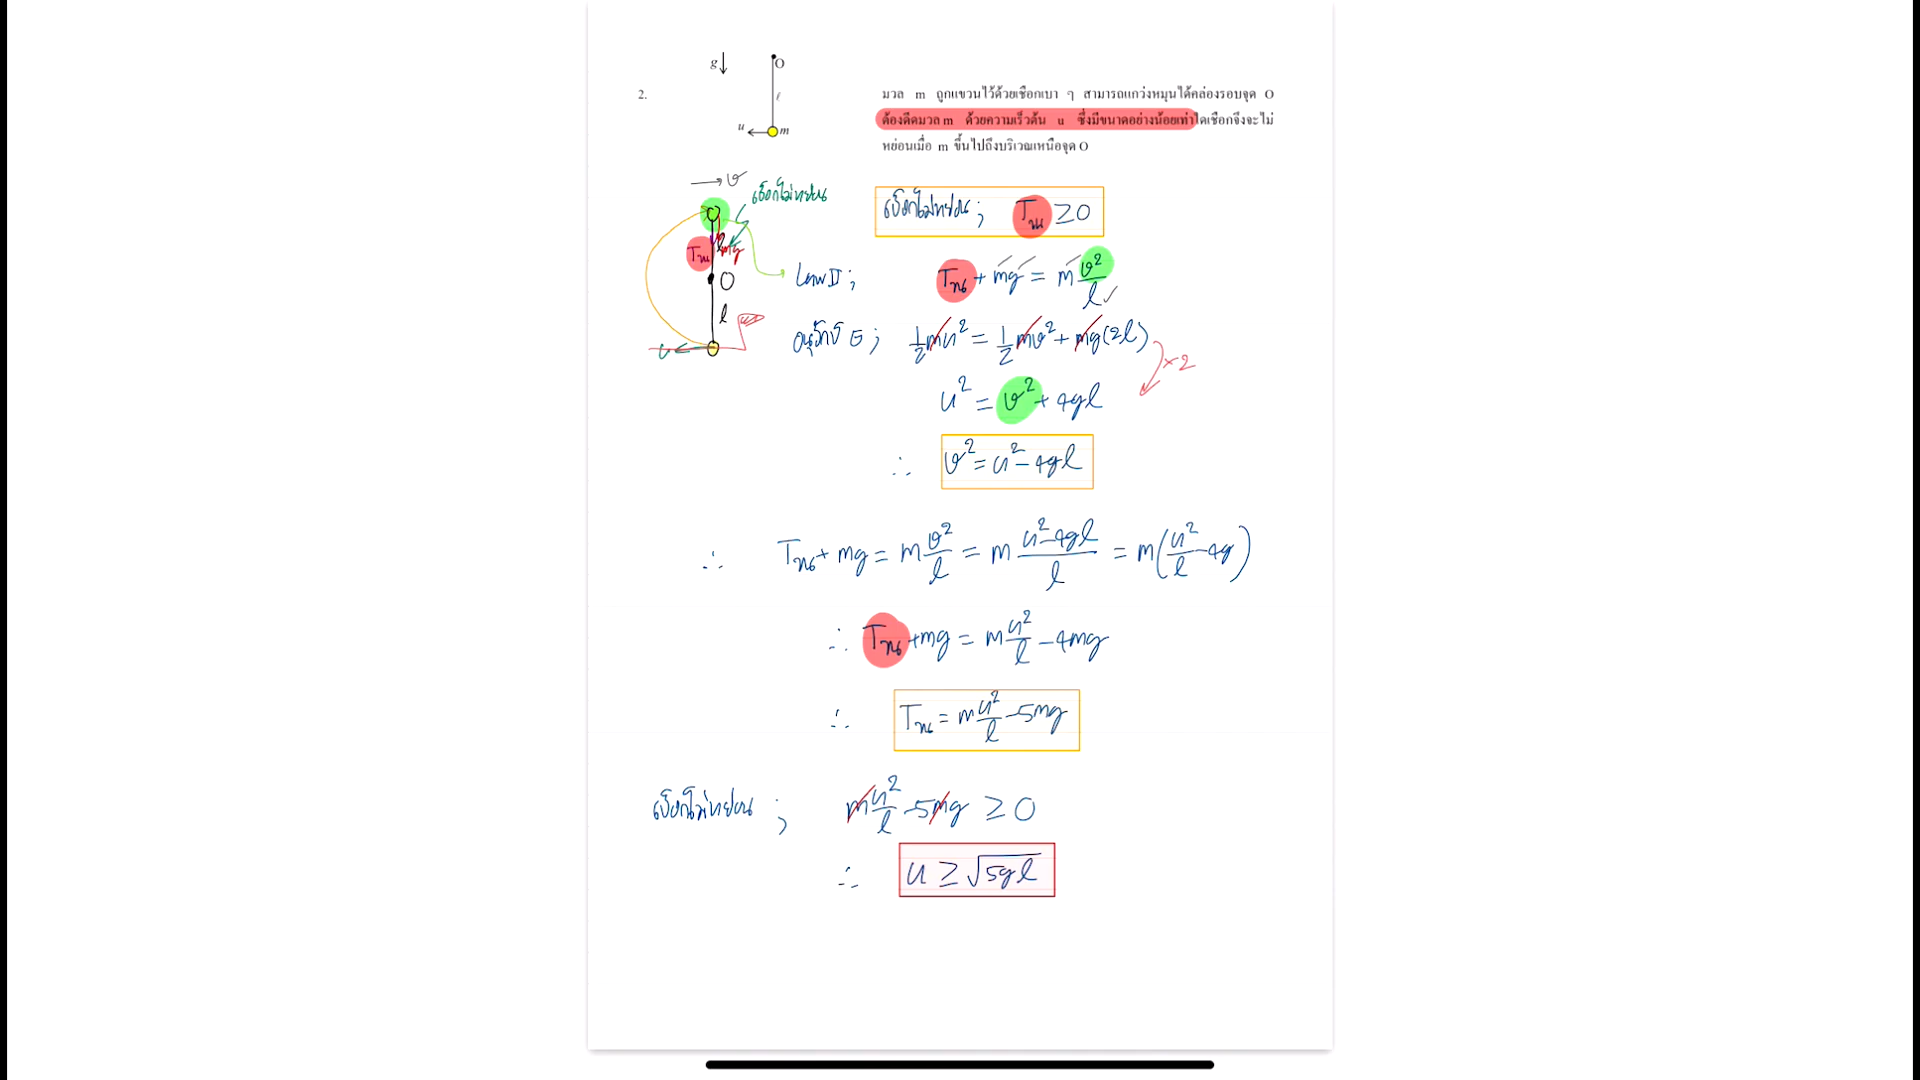 g↓
O
2.
ℓ
u
m
มวล m ถูกแขวนไว้ด้วยเชือกเบา ๆ สามารถแกว่งหมุนได้คล่องรอบจุด O
ต้องดีดมวล m ด้วยความเร็วต้น u ซึ่งมีขนาดอย่างน้อยเท่าใดเชือกจึงจะไม่
หย่อนเมื่อ m ขึ้นไปถึงบริเวณเหนือจุด O
→ v
เชือกไม่หย่อน
T_บน
mg
O
l
u
เชือกไม่หย่อน ; T_บน ≥ 0
Law II ; T_บน + mg = m v²/l
อนุรักษ์ E ; ½mu² = ½mv² + mg(2l)
×2
u² = v² + 4gl
∴ v² = u² − 4gl
∴ T_บน + mg = m v²/l = m (u² − 4gl)/l = m(u²/l − 4g)
∴ T_บน + mg = m u²/l − 4mg
∴ T_บน = m u²/l − 5mg
เชือกไม่หย่อน ; m u²/l − 5mg ≥ 0
∴ u ≥ √5gl